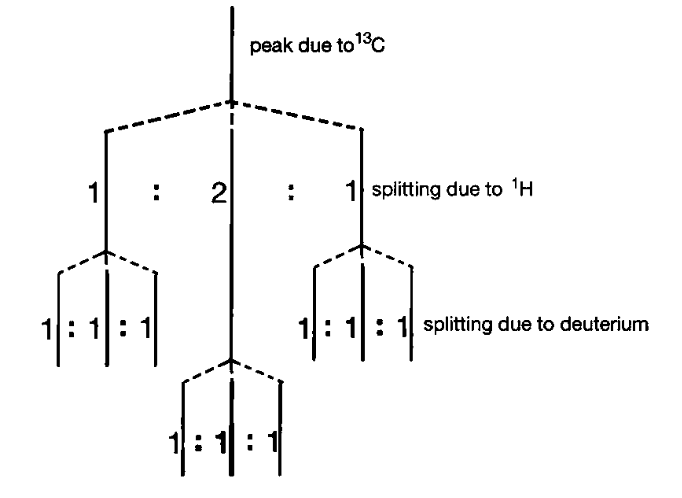 peak due to ¹³C
1 : 2 : 1 splitting due to ¹H
1 : 1 : 1 1 : 1 : 1 splitting due to deuterium
1 : 1 : 1